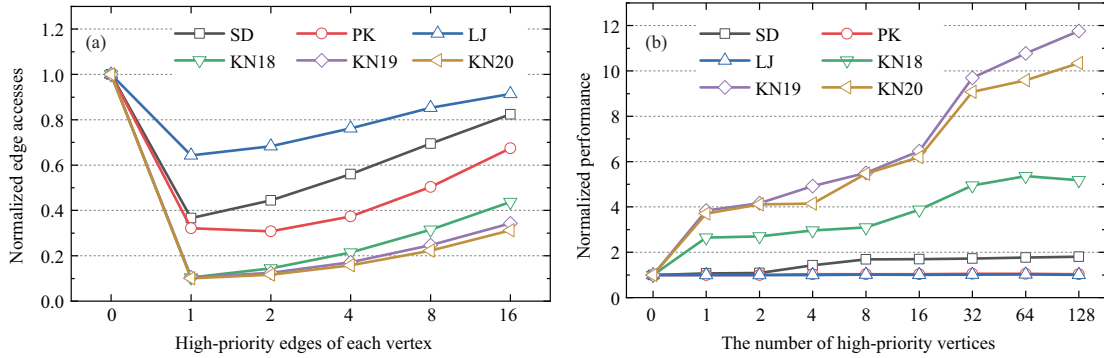 (a)
SD PK LJ
KN18 KN19 KN20
Normalized edge accesses
1.2
1.0
0.8
0.6
0.4
0.2
0.0
0 1 2 4 8 16
High-priority edges of each vertex
(b)
SD PK
LJ KN18
KN19 KN20
Normalized performance
12
10
8
6
4
2
0
0 1 2 4 8 16 32 64 128
The number of high-priority vertices